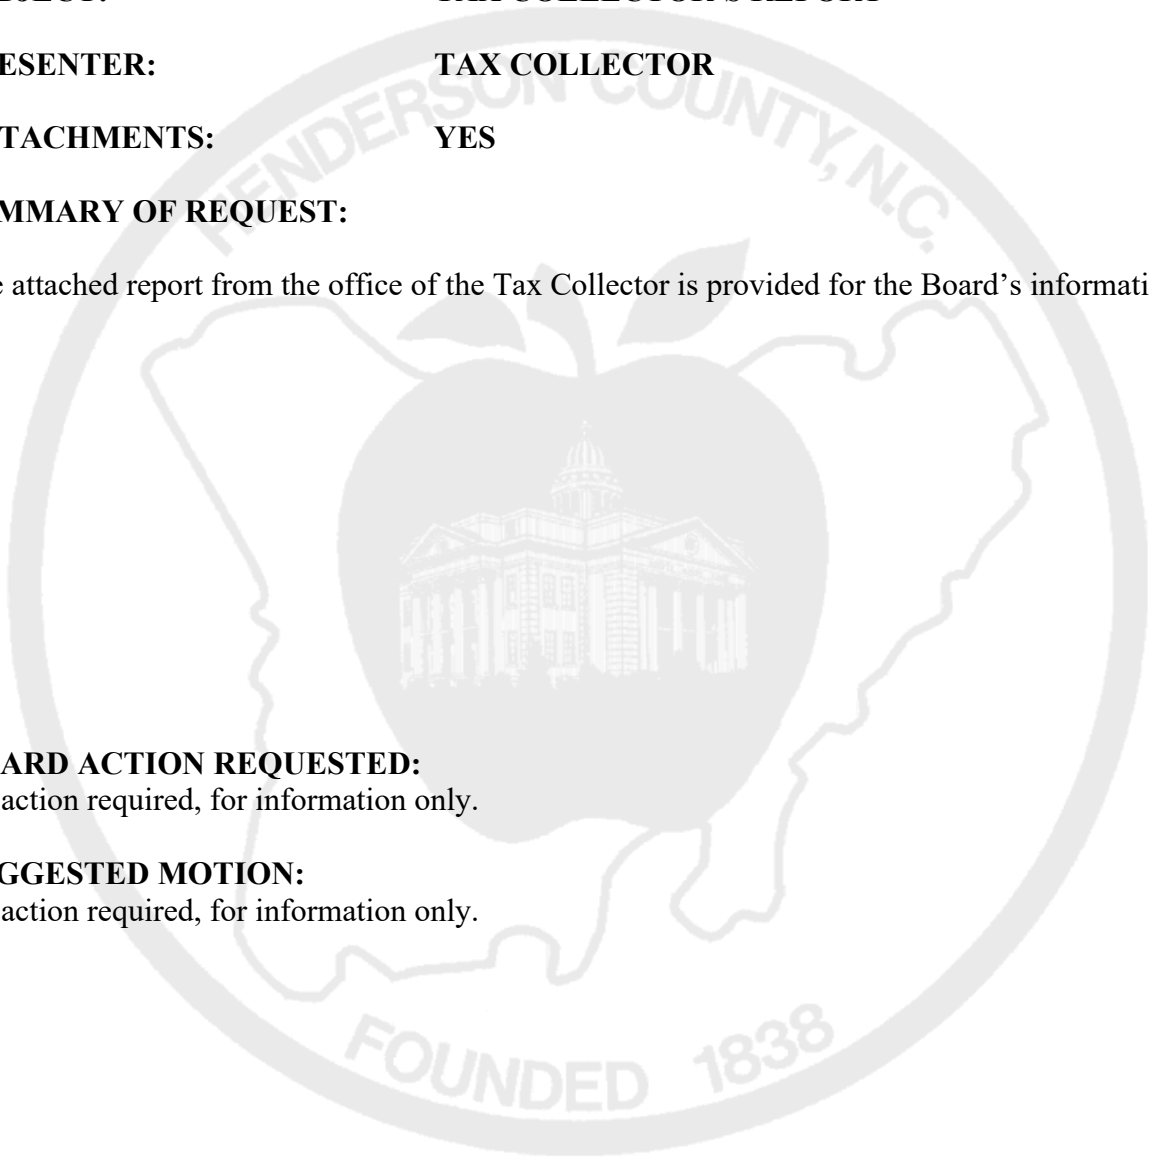 ESENTER: TAX COLLECTOR
TACHMENTS: YES
MMARY OF REQUEST:
e attached report from the office of the Tax Collector is provided for the Board’s informati
ARD ACTION REQUESTED:
action required, for information only.
GGESTED MOTION:
action required, for information only.
HENDERSON COUNTY, N.C.
FOUNDED 1838